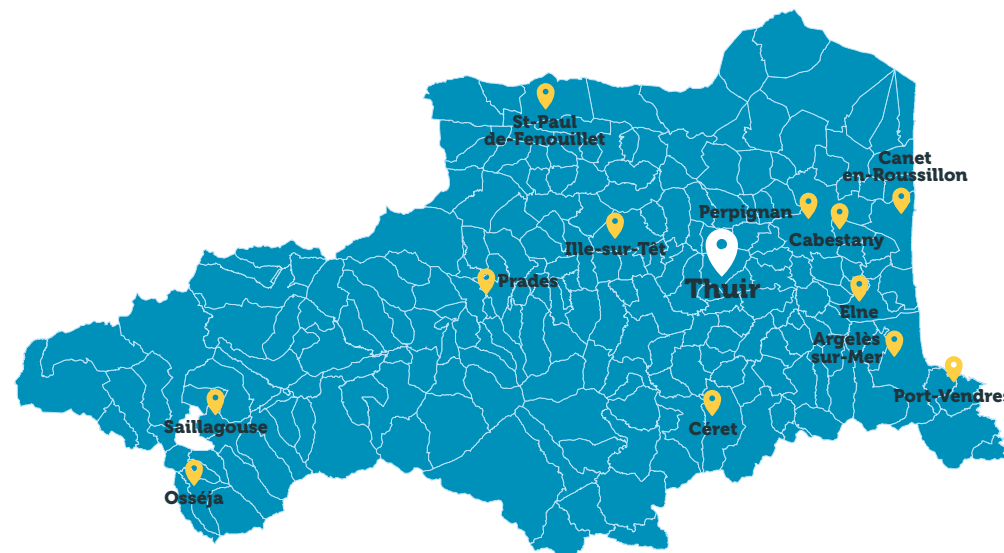 St-Paul
de-Fenouillet
Canet
en-Roussillon
Perpignan
Cabestany
Ille-sur-Têt
Prades
Thuir
Elne
Argelès
sur-Mer
Port-Vendres
Saillagouse
Céret
Osséja